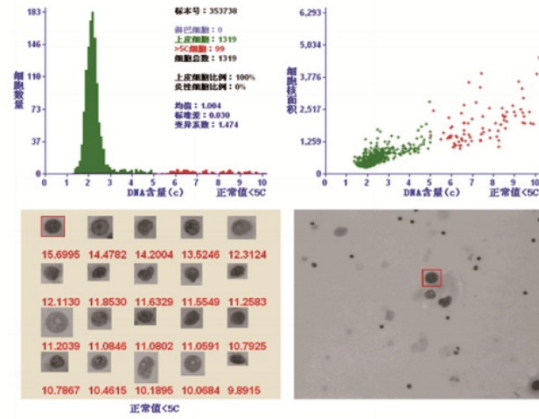 183
146
110
73
37
0
细胞数量
0 1 2 3 4 5 6 7 8 9 10
DNA含量(c) 正常值<5C
标本号：353738
淋巴细胞：0
上皮细胞：1319
>5C细胞：99
细胞总数：1319
上皮细胞比例：100%
炎性细胞比例：0%
均值：1.004
标准差：0.030
变异系数：1.474
6,293
5,034
3,776
2,517
1,259
0
细胞核面积
0 1 2 3 4 5 6 7 8 9 10
DNA含量(c) 正常值<5C
15.6995 14.4782 14.2004 13.5246 12.3124
12.1130 11.8530 11.6329 11.5549 11.2583
11.2039 11.0846 11.0802 11.0591 10.7925
10.7867 10.4615 10.1895 10.0684 9.8915
正常值<5C